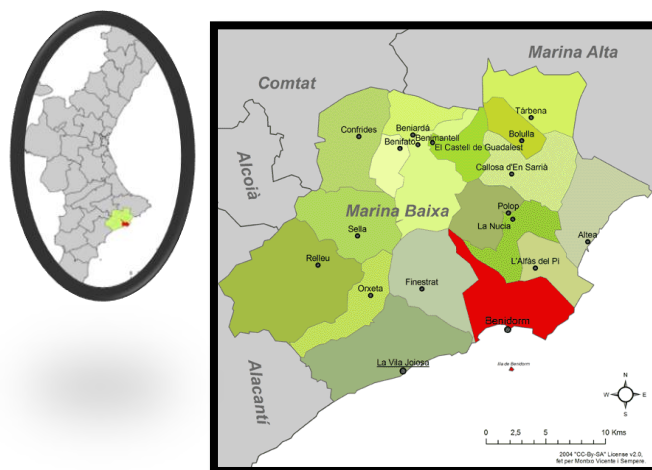 Marina Alta
Comtat
Tàrbena
Confrides
Beniardà
Bolulla
Benimantell
Benifato
El Castell de Guadalest
Alcoià
Callosa d'En Sarrià
Marina Baixa
Polop
La Nucia
Sella
Altea
Relleu
L'Alfàs del Pi
Orxeta
Finestrat
Benidorm
La Vila Joiosa
Illa de Benidorm
Alacantí
N
W
E
S
0 2,5 5 10 Kms
2004 "CC-By-SA" License v2.0,
fet per Montxo Vicente i Sempere.